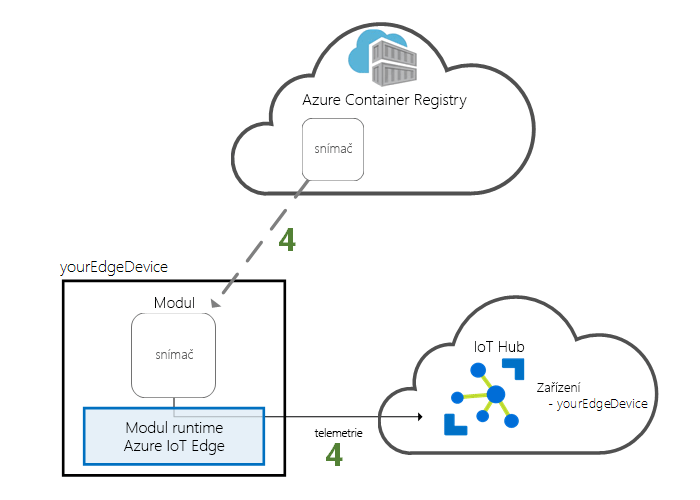 Azure Container Registry
snímač
4
yourEdgeDevice
Modul
snímač
Modul runtime
Azure IoT Edge
telemetrie
4
IoT Hub
Zařízení
- yourEdgeDevice